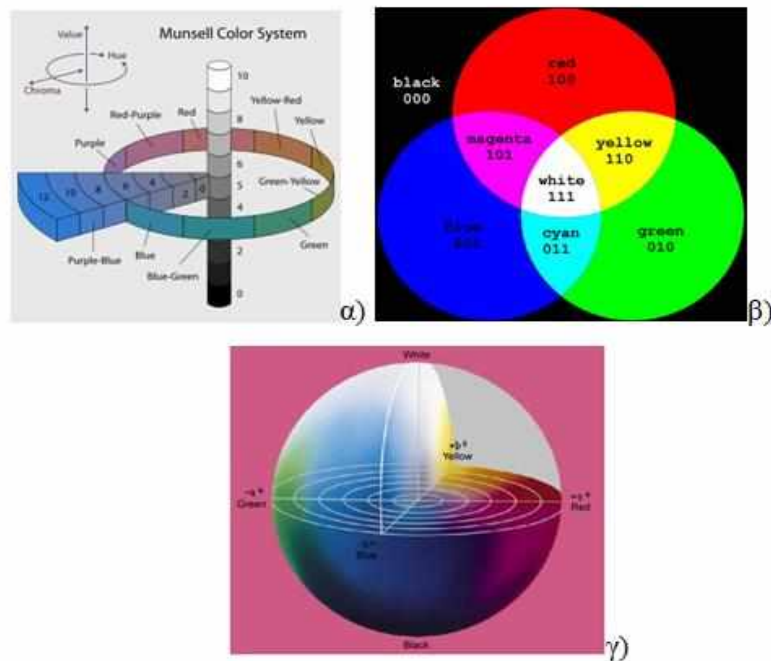 Munsell Color System
Value
Hue
Chroma
10
8
6
5
4
2
0
Red-Purple
Red
Yellow-Red
Purple
Yellow
Green-Yellow
12
10
8
6
4
2
0
Purple-Blue
Blue
Blue-Green
Green
α)
black
000
red
100
magenta
101
yellow
110
white
111
cyan
011
green
010
β)
White
Yellow
Green
Red
Blue
Black
γ)